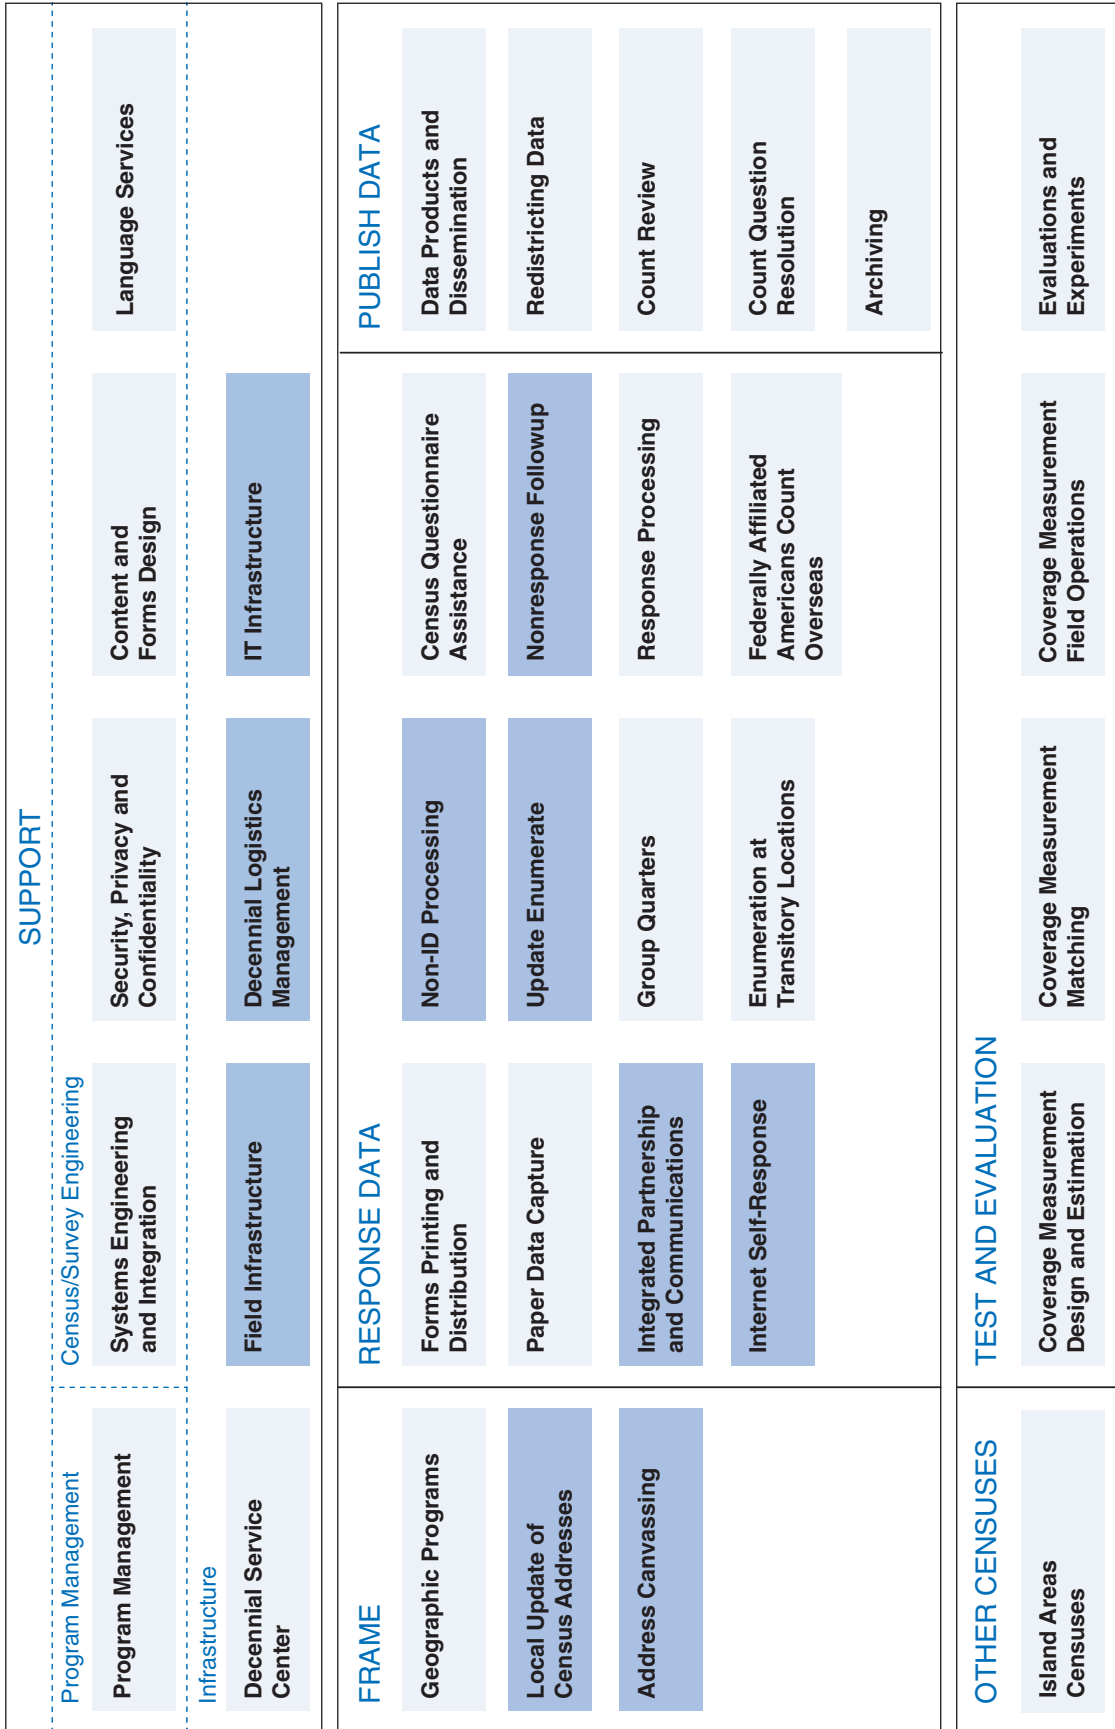 SUPPORT
Program Management
Program Management
Census/Survey Engineering
Systems Engineering
and Integration
Security, Privacy and
Confidentiality
Content and
Forms Design
Language Services
Infrastructure
Decennial Service
Center
Field Infrastructure
Decennial Logistics
Management
IT Infrastructure
FRAME
Geographic Programs
Local Update of
Census Addresses
Address Canvassing
RESPONSE DATA
Forms Printing and
Distribution
Paper Data Capture
Integrated Partnership
and Communications
Internet Self-Response
Non-ID Processing
Update Enumerate
Group Quarters
Enumeration at
Transitory Locations
Census Questionnaire
Assistance
Nonresponse Followup
Response Processing
Federally Affiliated
Americans Count
Overseas
PUBLISH DATA
Data Products and
Dissemination
Redistricting Data
Count Review
Count Question
Resolution
Archiving
OTHER CENSUSES
Island Areas
Censuses
TEST AND EVALUATION
Coverage Measurement
Design and Estimation
Coverage Measurement
Matching
Coverage Measurement
Field Operations
Evaluations and
Experiments